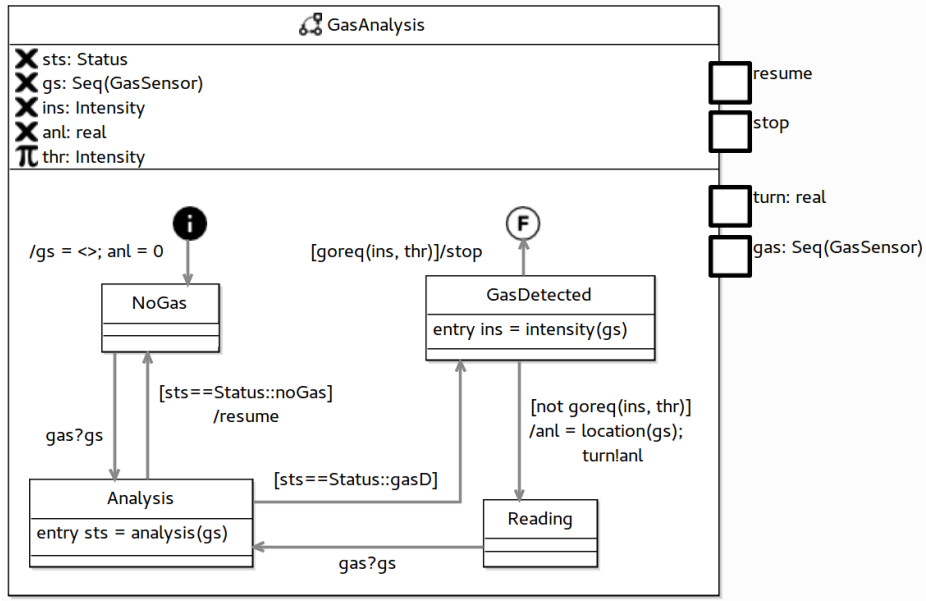 GasAnalysis
sts: Status
gs: Seq(GasSensor)
ins: Intensity
anl: real
π thr: Intensity
resume
stop
turn: real
gas: Seq(GasSensor)
i
F
/gs = <>; anl = 0
[goreq(ins, thr)]/stop
NoGas
GasDetected
entry ins = intensity(gs)
[sts==Status::noGas]
/resume
[not goreq(ins, thr)]
/anl = location(gs);
turn!anl
gas?gs
[sts==Status::gasD]
Analysis
entry sts = analysis(gs)
Reading
gas?gs